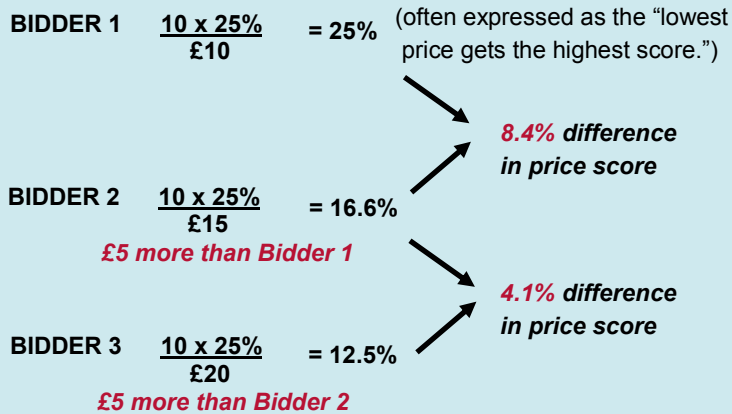 BIDDER 1 10 x 25% = 25% (often expressed as the “lowest
£10 price gets the highest score.”)
8.4% difference
in price score
BIDDER 2 10 x 25% = 16.6%
£15
£5 more than Bidder 1
4.1% difference
in price score
BIDDER 3 10 x 25% = 12.5%
£20
£5 more than Bidder 2